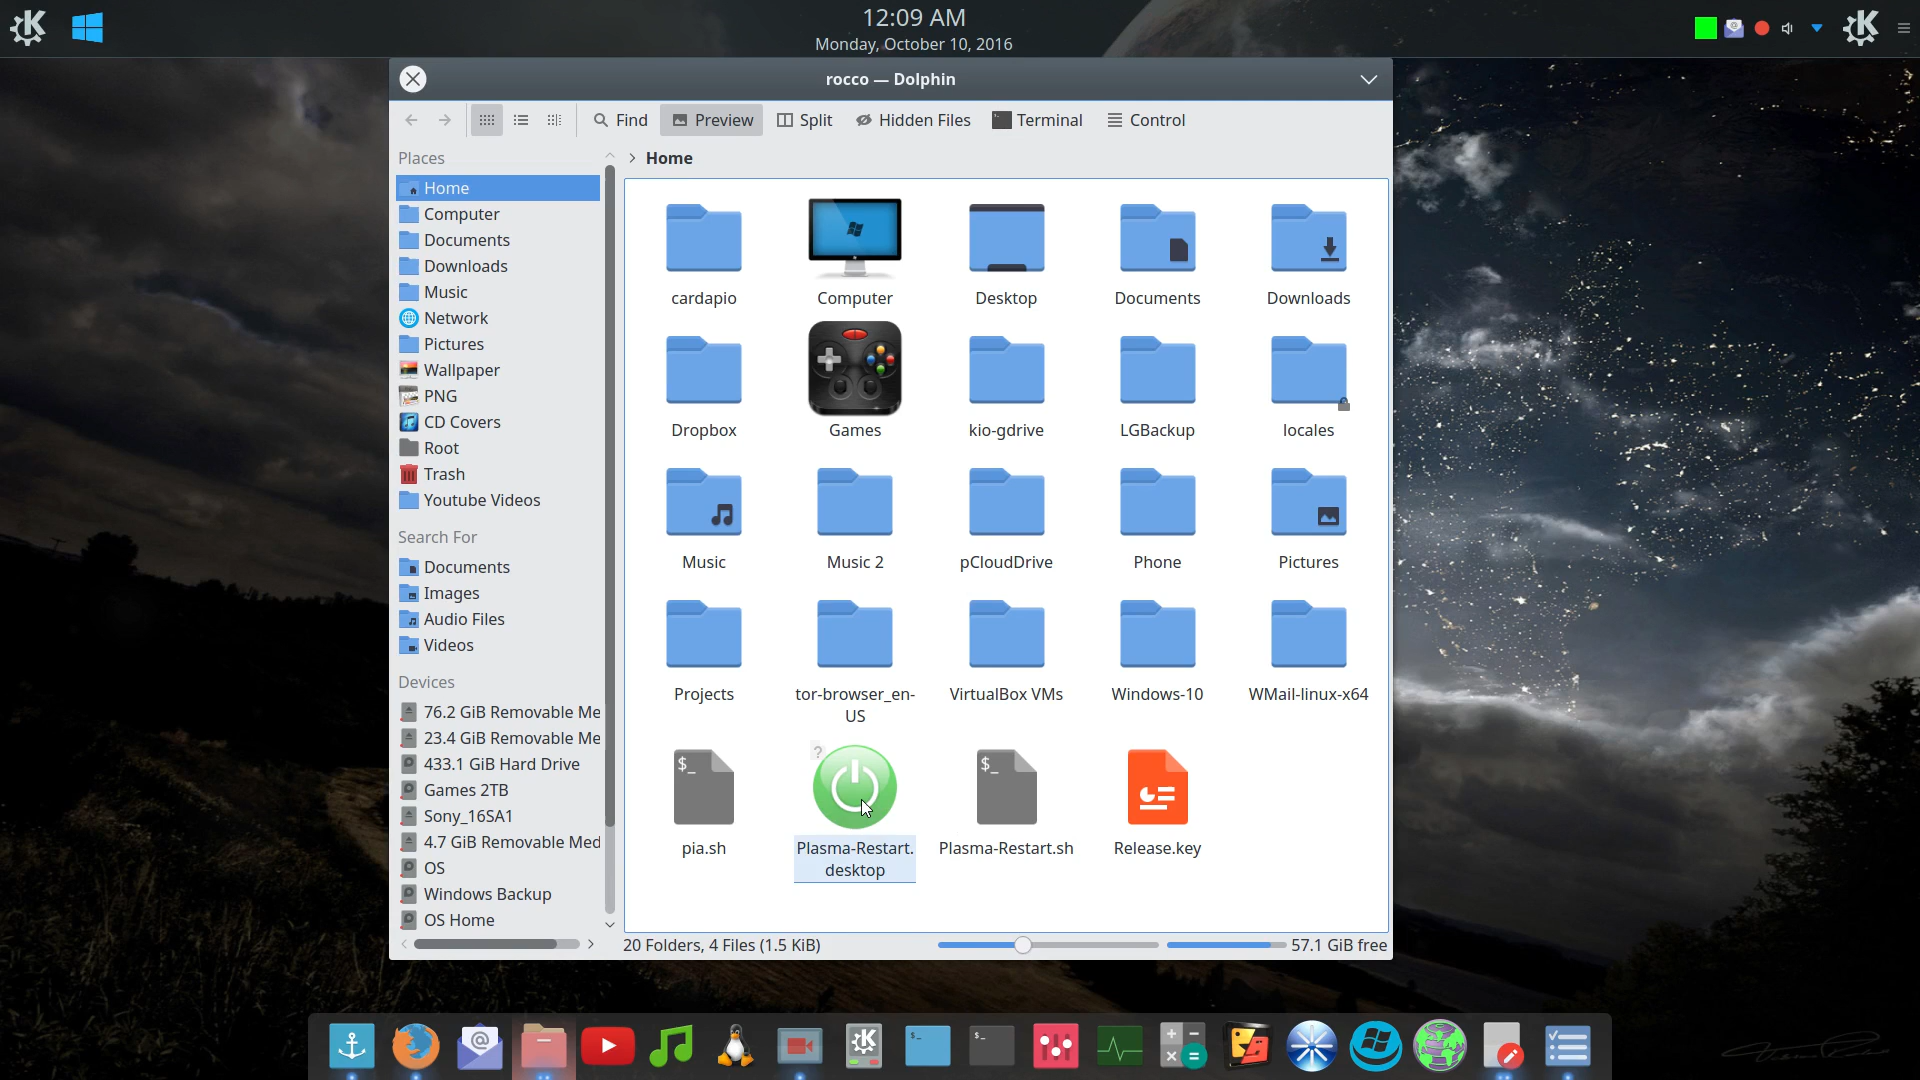 12:09 AM
Monday, October 10, 2016
rocco — Dolphin
Find
Preview
Split
Hidden Files
Terminal
Control
Places
Home
Computer
Documents
Downloads
Music
Network
Pictures
Wallpaper
PNG
CD Covers
Root
Trash
Youtube Videos
Search For
Documents
Images
Audio Files
Videos
Devices
76.2 GiB Removable Me
23.4 GiB Removable Me
433.1 GiB Hard Drive
Games 2TB
Sony_16SA1
4.7 GiB Removable Med
OS
Windows Backup
OS Home
Home
cardapio
Computer
Desktop
Documents
Downloads
Dropbox
Games
kio-gdrive
LGBackup
locales
Music
Music 2
pCloudDrive
Phone
Pictures
Projects
tor-browser_en-
US
VirtualBox VMs
Windows-10
WMail-linux-x64
$_
?
$_
pia.sh
Plasma-Restart.
desktop
Plasma-Restart.sh
Release.key
20 Folders, 4 Files (1.5 KiB)
57.1 GiB free